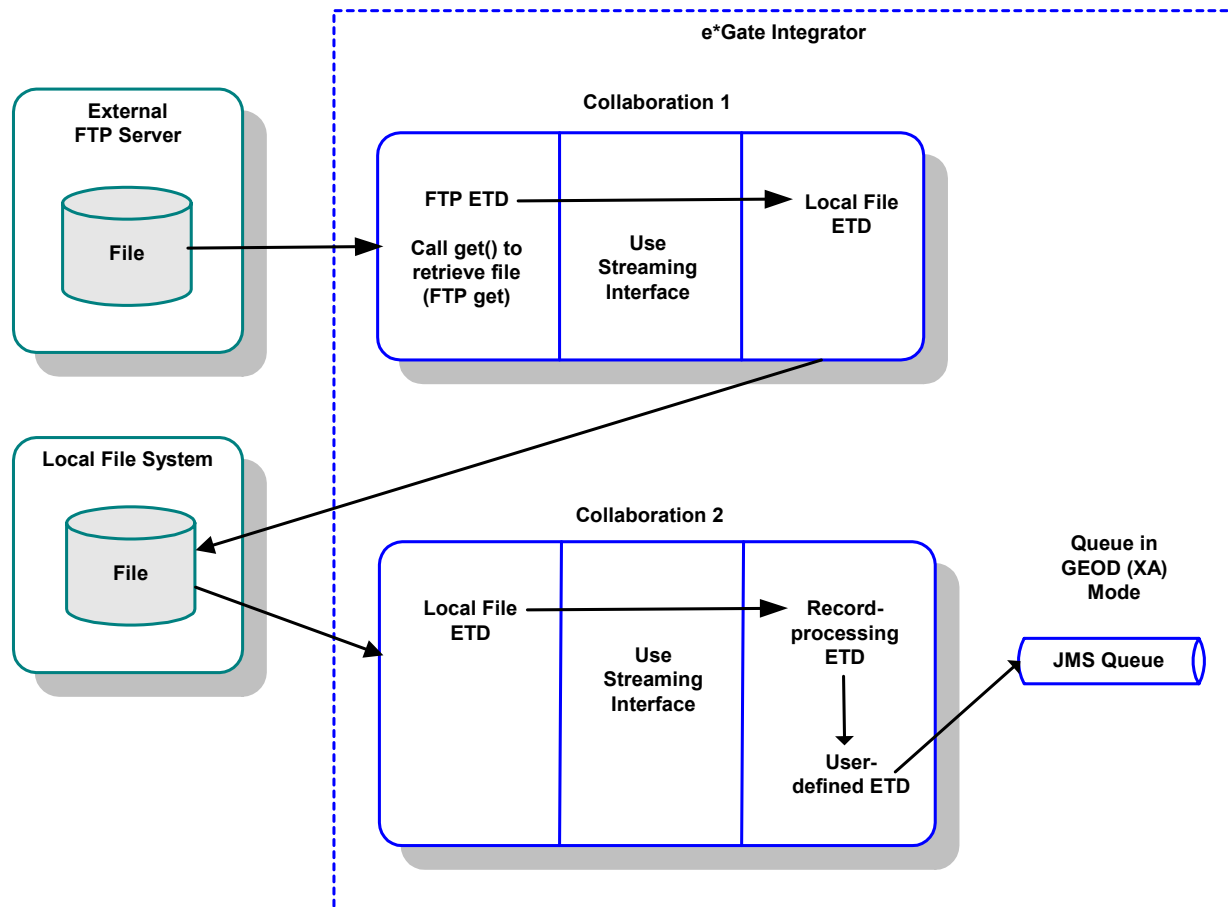 e*Gate Integrator
External
FTP Server
File
Collaboration 1
FTP ETD
Call get() to
retrieve file
(FTP get)
Use
Streaming
Interface
Local File
ETD
Local File System
File
Collaboration 2
Local File
ETD
Use
Streaming
Interface
Record-
processing
ETD
User-
defined ETD
Queue in
GEOD (XA)
Mode
JMS Queue